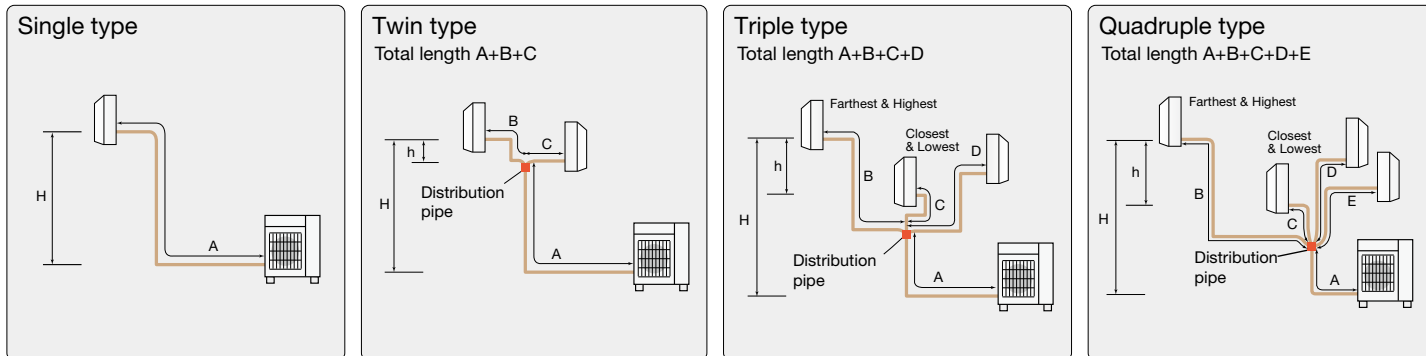 Single type
H
A
Twin type
Total length A+B+C
B
C
h
H
Distribution
pipe
A
Triple type
Total length A+B+C+D
Farthest & Highest
Closest
& Lowest
D
h
B
C
H
Distribution
pipe
A
Quadruple type
Total length A+B+C+D+E
Farthest & Highest
Closest
& Lowest
h
D
B
E
C
H
Distribution
pipe
A